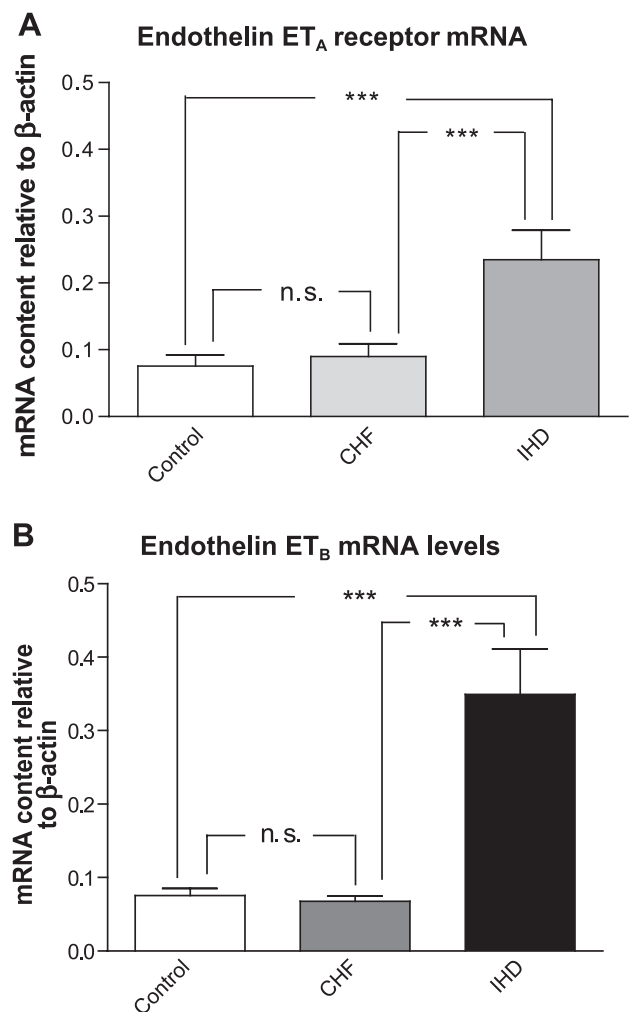 A
Endothelin ETA receptor mRNA
mRNA content relative to β-actin
0.5
0.4
0.3
0.2
0.1
0.0
***
***
n.s.
Control
CHF
IHD
B
Endothelin ETB mRNA levels
mRNA content relative
to β-actin
0.5
0.4
0.3
0.2
0.1
0.0
***
***
n.s.
Control
CHF
IHD